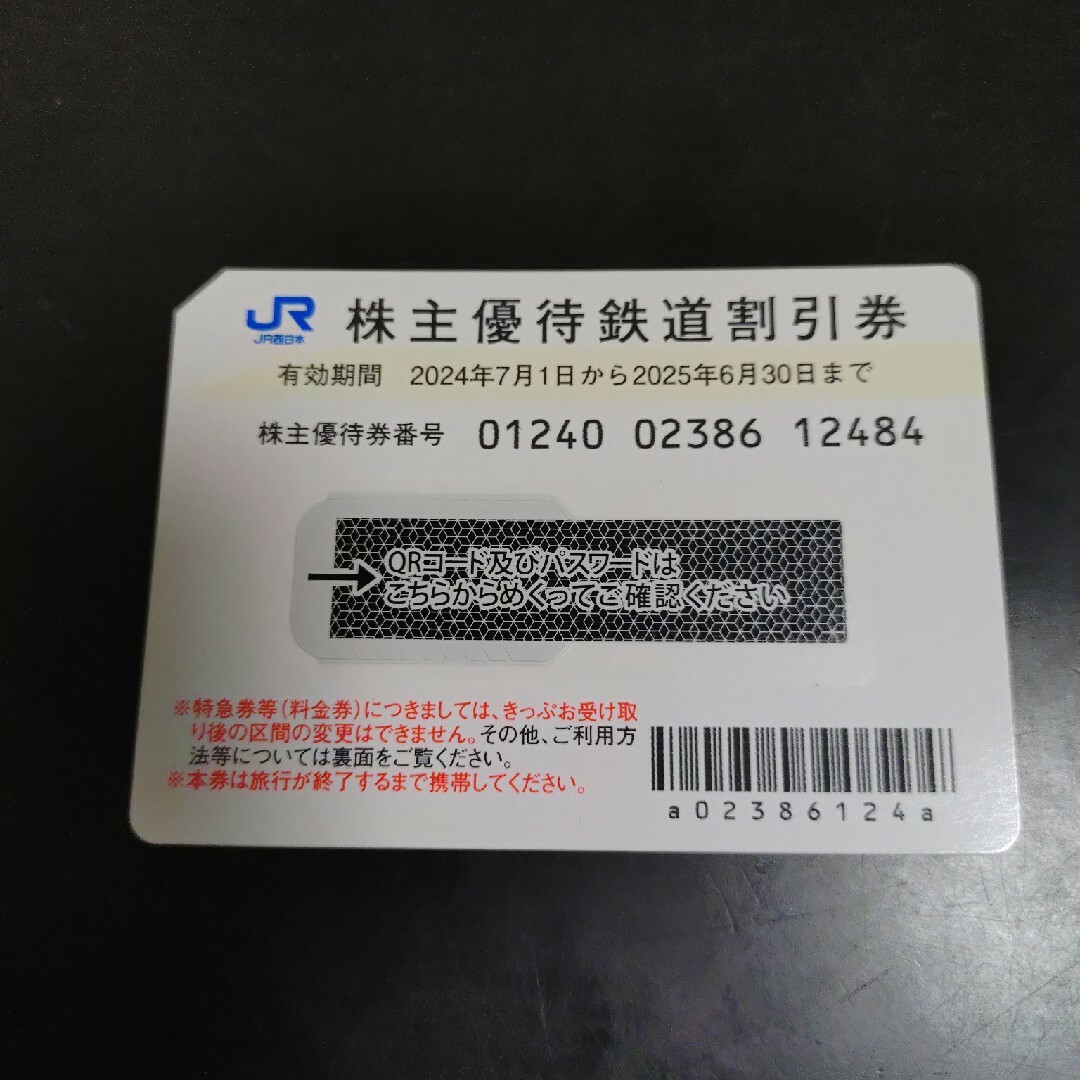 JR 株主優待鉄道割引券
JR西日本
有効期間 2024年7月1日から2025年6月30日まで
株主優待券番号 01240 02386 12484
QRコード及びパスワードは
こちらからめくってご確認ください
※特急券等(料金券)につきましては、きっぷお受け取
り後の区間の変更はできません。その他、ご利用方
法等については裏面をご覧ください。
※本券は旅行が終了するまで携帯してください。
a02386124a